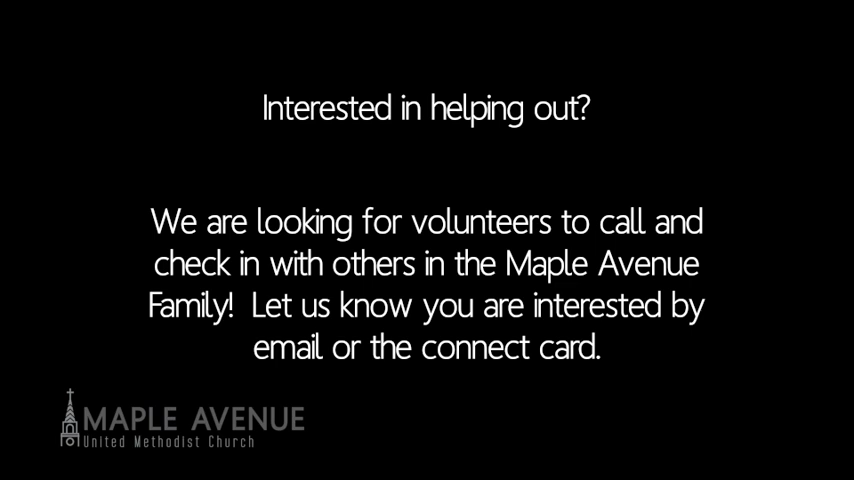 Interested in helping out?
We are looking for volunteers to call and
check in with others in the Maple Avenue
Family!  Let us know you are interested by
email or the connect card.
MAPLE AVENUE
United Methodist Church